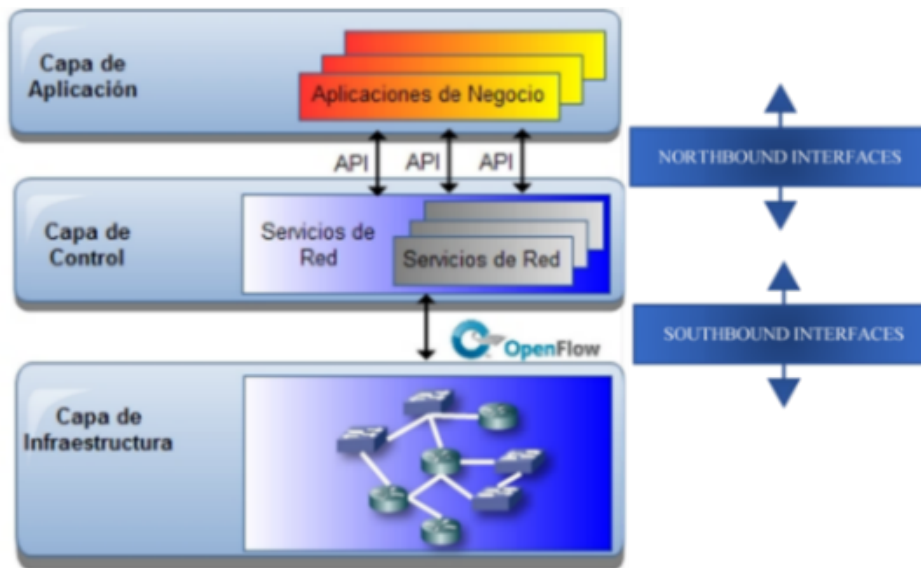 Capa de
Aplicación
Aplicaciones de Negocio
API
API
API
NORTHBOUND INTERFACES
Capa de
Control
Servicios de
Red
Servicios de Red
SOUTHBOUND INTERFACES
OpenFlow
Capa de
Infraestructura